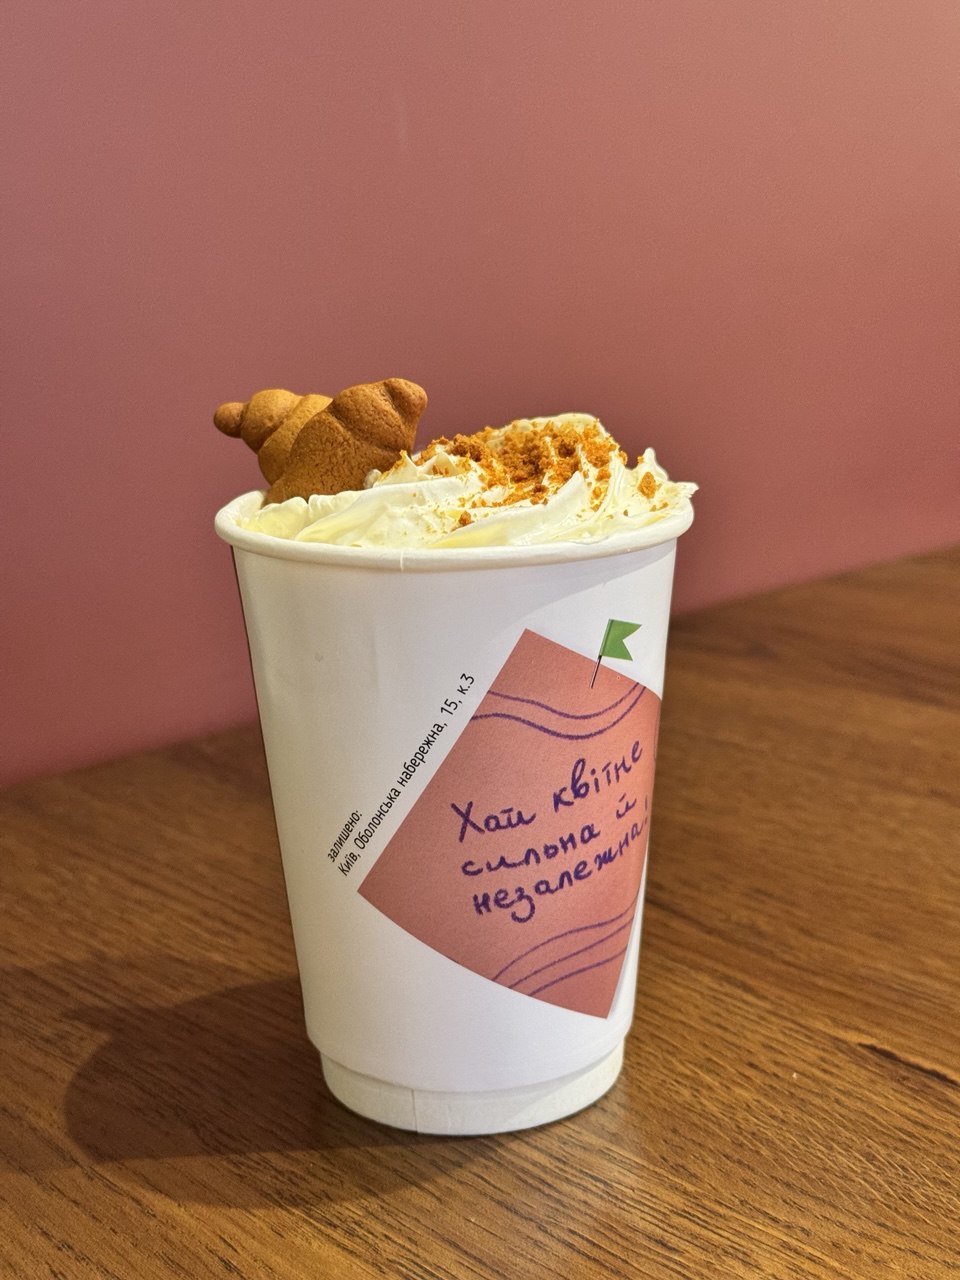 залишено:
Київ, Оболонська набережна, 15, к.3
Хай квітне
сильна й
незалежна,